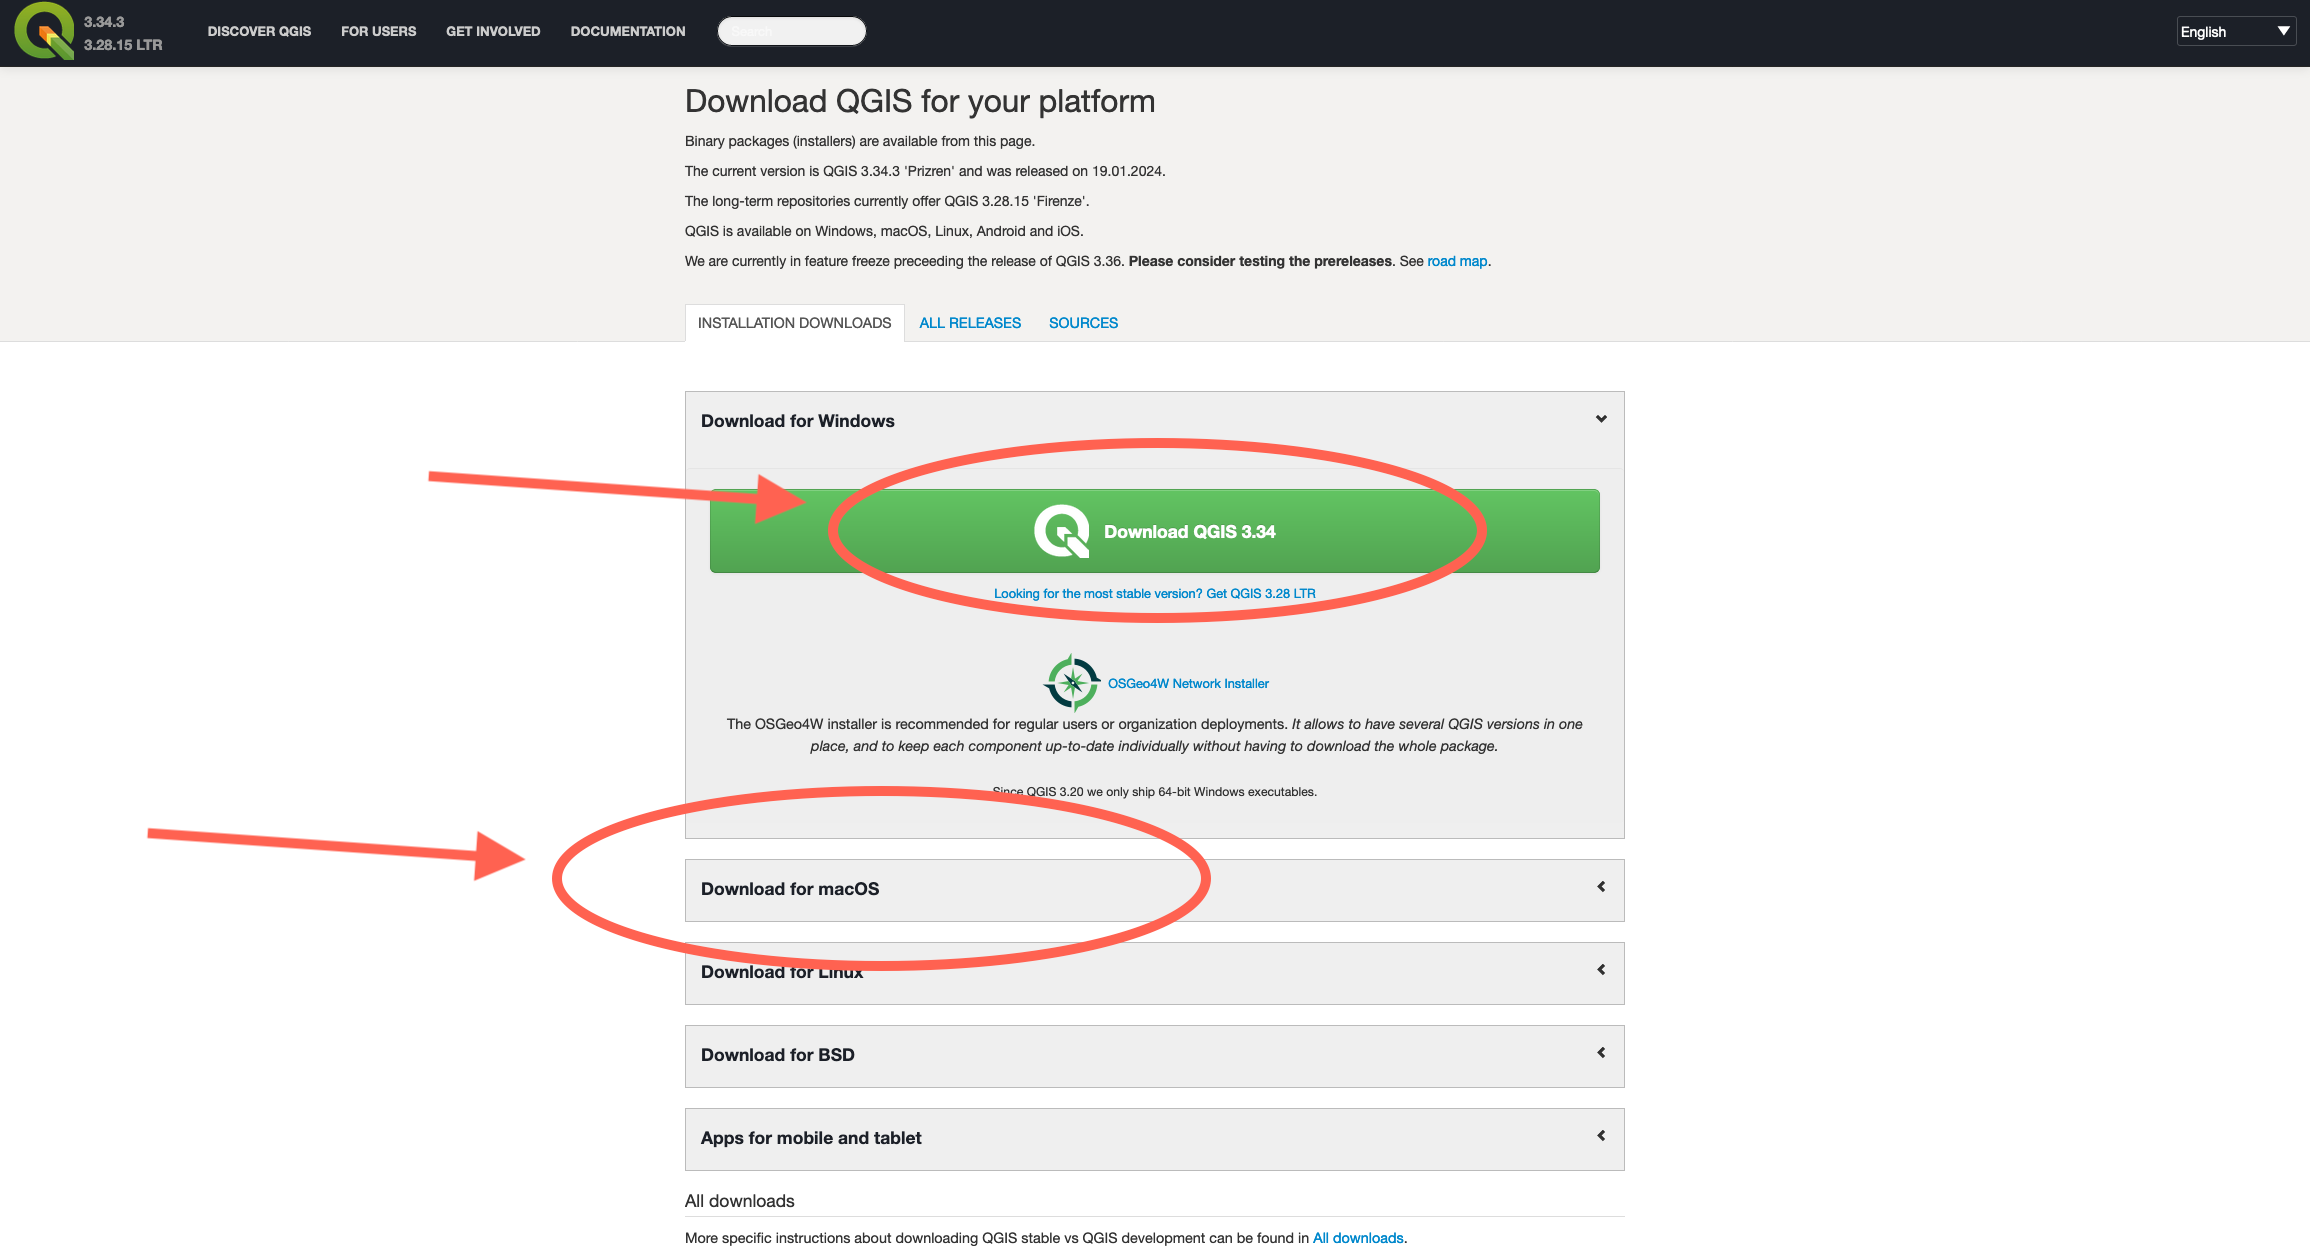 3.34.3
3.28.15 LTR
DISCOVER QGIS
FOR USERS
GET INVOLVED
DOCUMENTATION
Search
English
Download QGIS for your platform
Binary packages (installers) are available from this page.
The current version is QGIS 3.34.3 'Prizren' and was released on 19.01.2024.
The long-term repositories currently offer QGIS 3.28.15 'Firenze'.
QGIS is available on Windows, macOS, Linux, Android and iOS.
We are currently in feature freeze preceeding the release of QGIS 3.36. Please consider testing the prereleases. See road map.
INSTALLATION DOWNLOADS
ALL RELEASES
SOURCES
Download for Windows
Download QGIS 3.34
Looking for the most stable version? Get QGIS 3.28 LTR
OSGeo4W Network Installer
The OSGeo4W installer is recommended for regular users or organization deployments. It allows to have several QGIS versions in one
place, and to keep each component up-to-date individually without having to download the whole package.
Since QGIS 3.20 we only ship 64-bit Windows executables.
Download for macOS
Download for Linux
Download for BSD
Apps for mobile and tablet
All downloads
More specific instructions about downloading QGIS stable vs QGIS development can be found in All downloads.